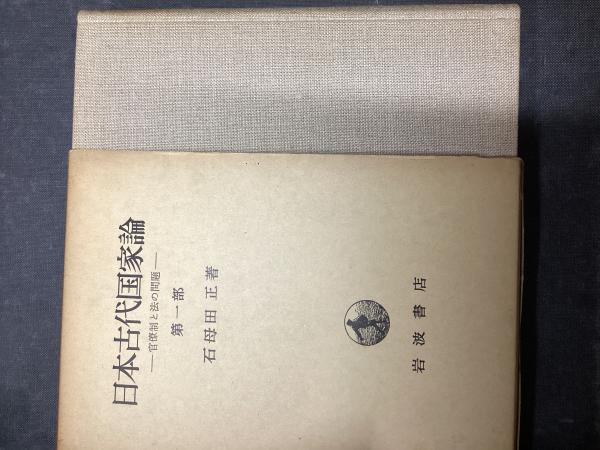 日本古代国家論
―官僚制と法の問題―
第一部
石母田 正著
岩波書店